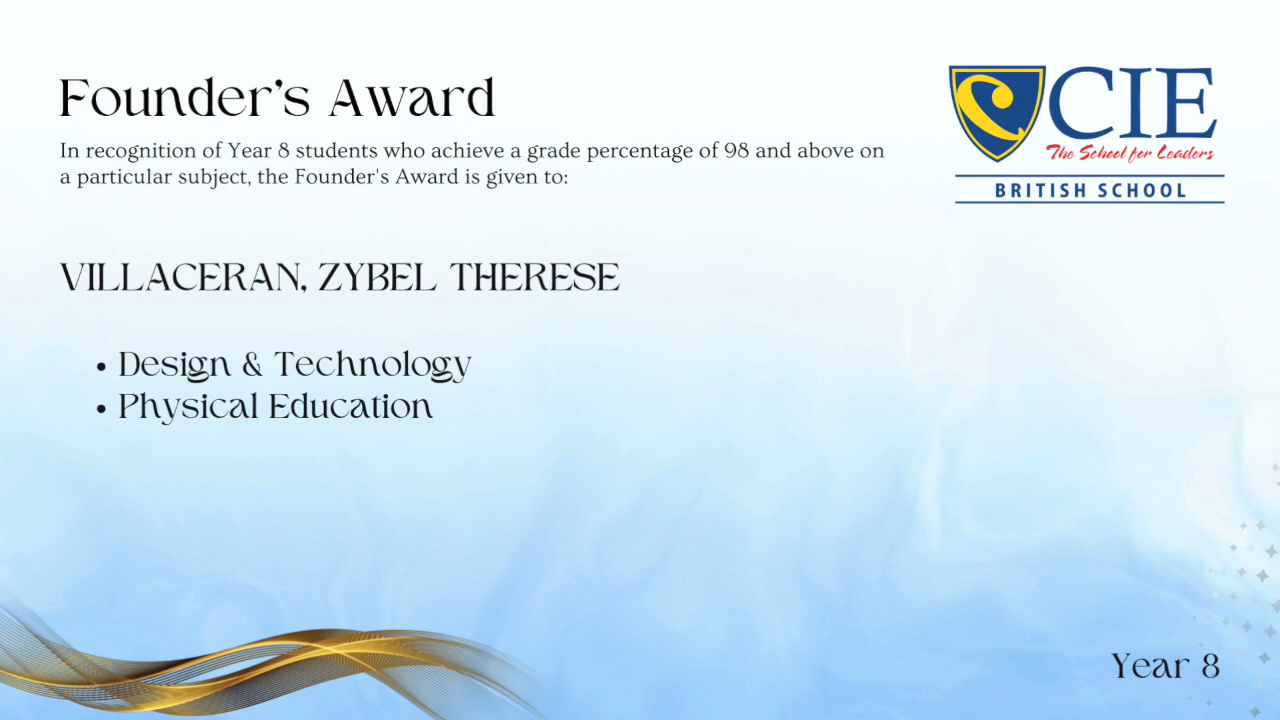 Founder's Award
In recognition of Year 8 students who achieve a grade percentage of 98 and above on
a particular subject, the Founder's Award is given to:
CIE
The School for Leaders
BRITISH SCHOOL
VILLACERAN, ZYBEL THERESE
• Design & Technology
• Physical Education
Year 8